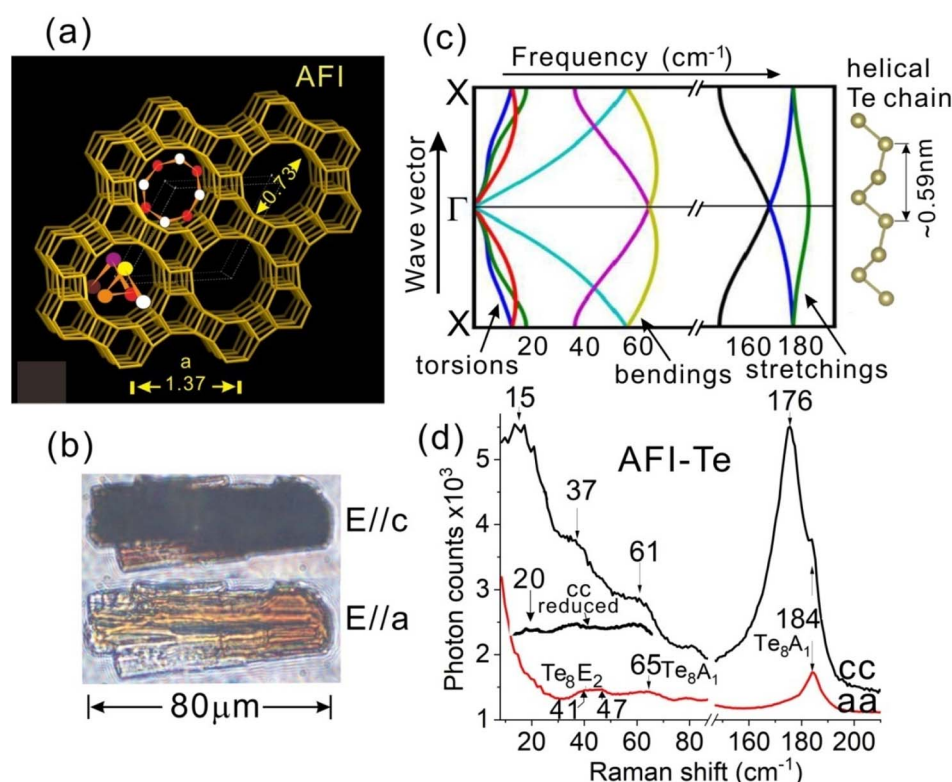 (a)
AFI
0.73
a
1.37
(b)
E//c
E//a
80μm
(c)
Frequency (cm⁻¹)
helical
Te chain
X
Γ
X
Wave vector
~0.59nm
20 40 60 160 180
torsions
bendings
stretchings
(d)
AFI-Te
15
37
61
176
20
cc
reduced
184
Te₈A₁
Te₈E₂
65 Te₈A₁
41
47
cc
aa
Photon counts x10³
5
4
3
2
1
20 40 60 80 160 180 200
Raman shift (cm⁻¹)